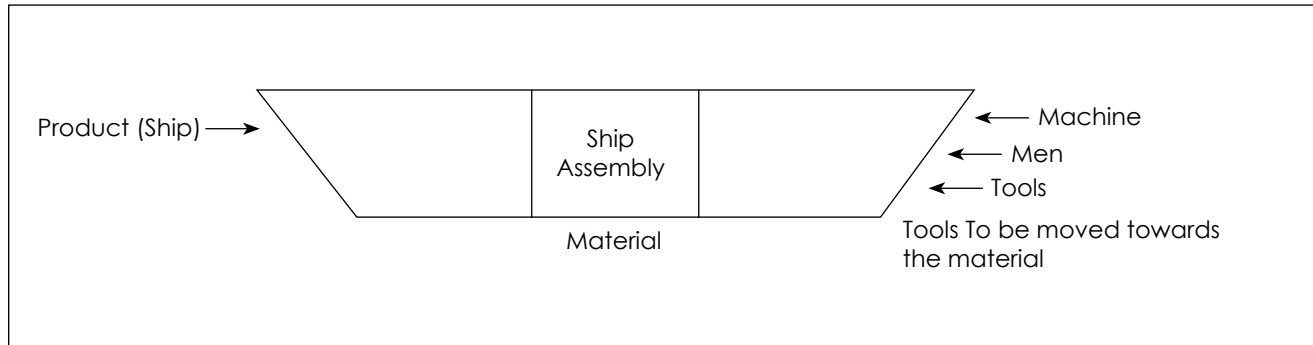 Product (Ship)
Ship
Assembly
Material
Machine
Men
Tools
Tools To be moved towards
the material